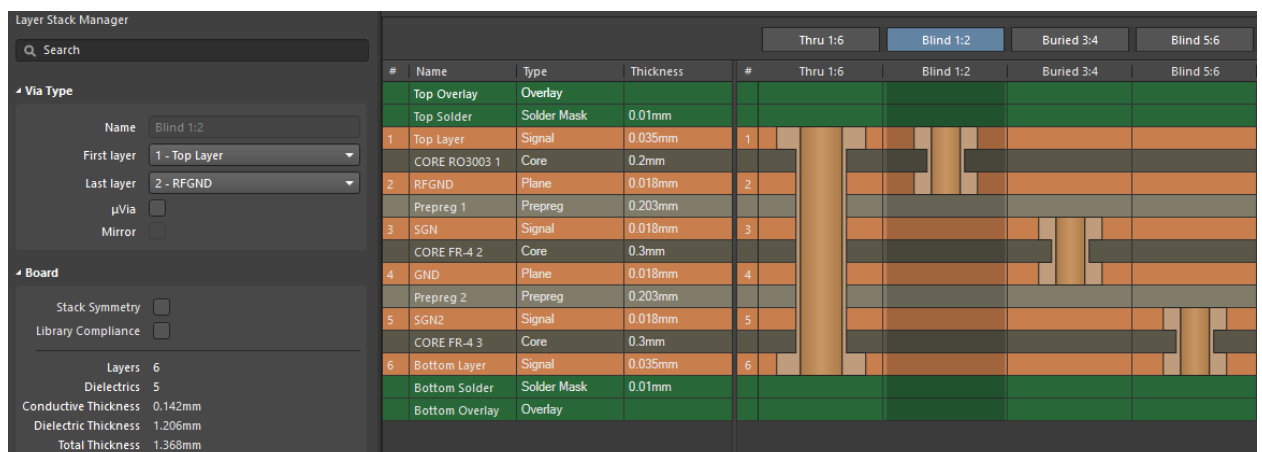 Layer Stack Manager
Search
Via Type
Name Blind 1:2
First layer 1 - Top Layer
Last layer 2 - RFGND
µVia
Mirror
Board
Stack Symmetry
Library Compliance
Layers 6
Dielectrics 5
Conductive Thickness 0.142mm
Dielectric Thickness 1.206mm
Total Thickness 1.368mm
Thru 1:6 Blind 1:2 Buried 3:4 Blind 5:6
# Name Type Thickness # Thru 1:6 Blind 1:2 Buried 3:4 Blind 5:6
Top Overlay Overlay
Top Solder Solder Mask 0.01mm
1 Top Layer Signal 0.035mm 1
CORE RO3003 1 Core 0.2mm
2 RFGND Plane 0.018mm 2
Prepreg 1 Prepreg 0.203mm
3 SGN Signal 0.018mm 3
CORE FR-4 2 Core 0.3mm
4 GND Plane 0.018mm 4
Prepreg 2 Prepreg 0.203mm
5 SGN2 Signal 0.018mm 5
CORE FR-4 3 Core 0.3mm
6 Bottom Layer Signal 0.035mm 6
Bottom Solder Solder Mask 0.01mm
Bottom Overlay Overlay